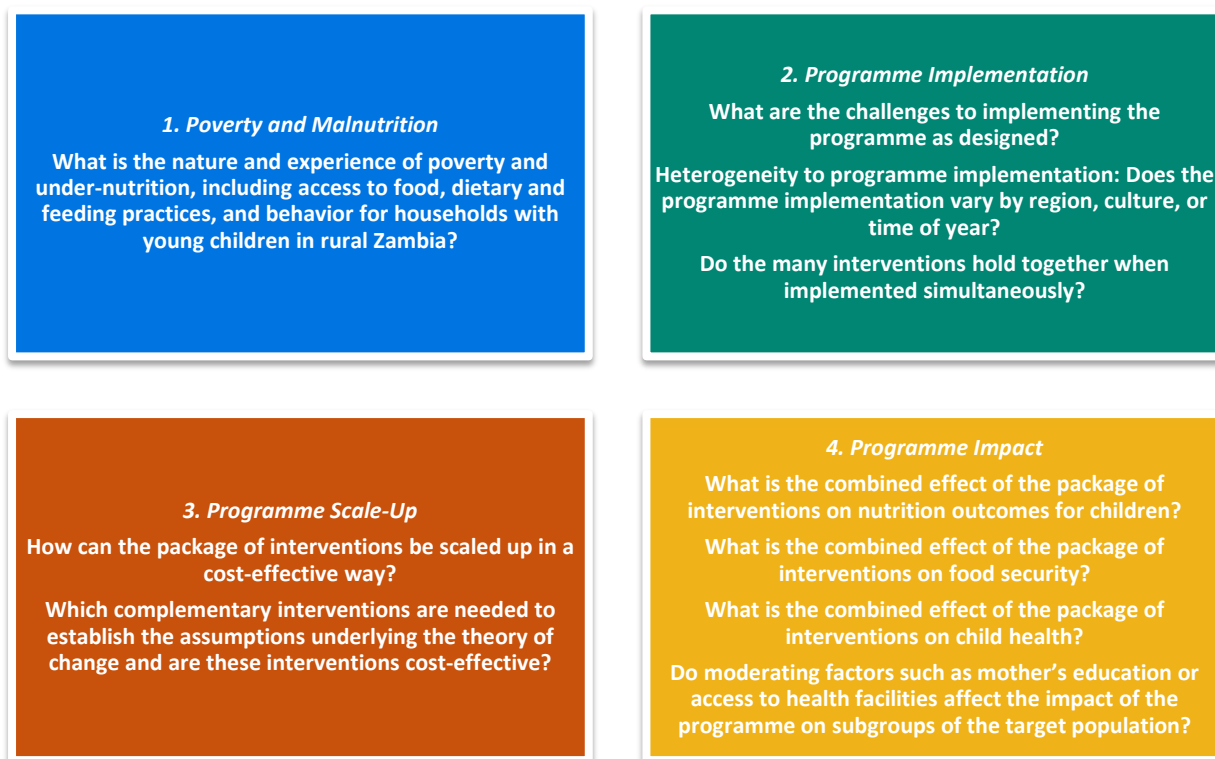 1. Poverty and Malnutrition
What is the nature and experience of poverty and
under-nutrition, including access to food, dietary and
feeding practices, and behavior for households with
young children in rural Zambia?
2. Programme Implementation
What are the challenges to implementing the
programme as designed?
Heterogeneity to programme implementation: Does the
programme implementation vary by region, culture, or
time of year?
Do the many interventions hold together when
implemented simultaneously?
3. Programme Scale-Up
How can the package of interventions be scaled up in a
cost-effective way?
Which complementary interventions are needed to
establish the assumptions underlying the theory of
change and are these interventions cost-effective?
4. Programme Impact
What is the combined effect of the package of
interventions on nutrition outcomes for children?
What is the combined effect of the package of
interventions on food security?
What is the combined effect of the package of
interventions on child health?
Do moderating factors such as mother’s education or
access to health facilities affect the impact of the
programme on subgroups of the target population?